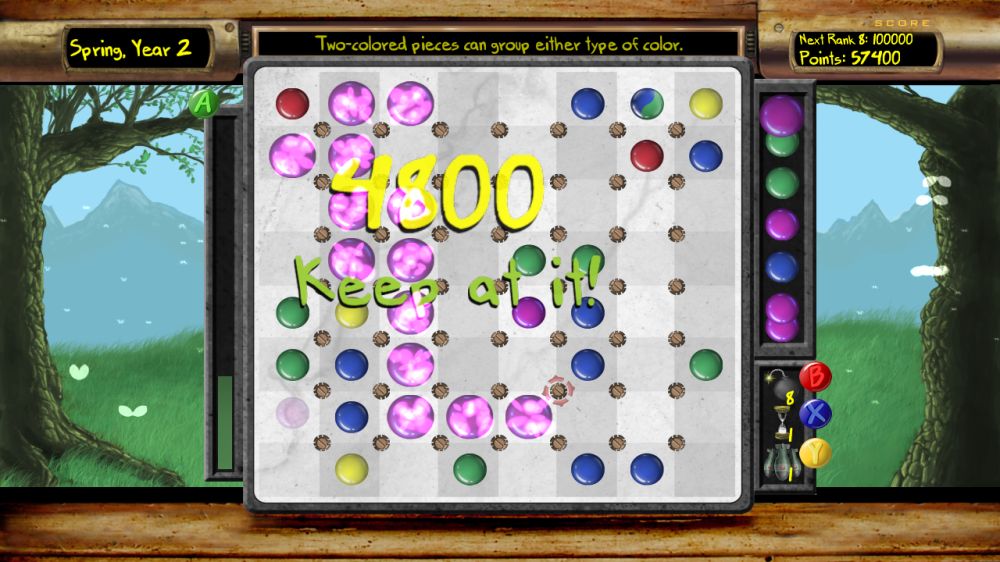 SCORE
Spring, Year 2
Two-colored pieces can group either type of color.
Next Rank 8: 100000
Points: 57400
A
4800
Keep at it!
B
8
X
1
Y
1